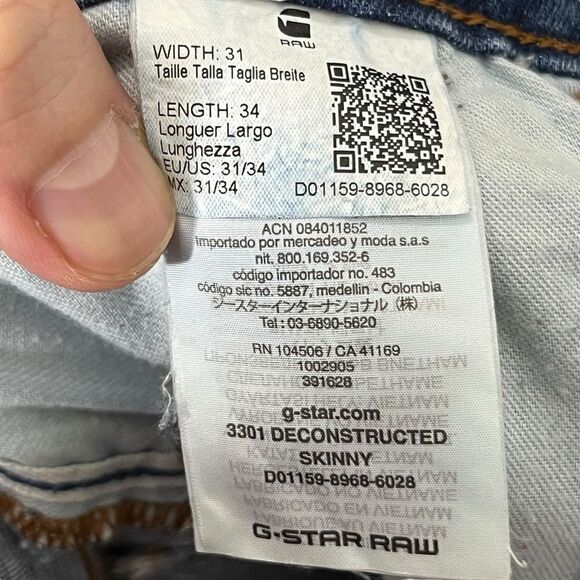 G
RAW
WIDTH: 31
Taille Talla Taglia Breite
LENGTH: 34
Longuer Largo
Lunghezza
EU/US: 31/34
MX: 31/34
D01159-8968-6028
ACN 084011852
importado por mercadeo y moda s.a.s
nit. 800.169.352-6
código importador no. 483
código sic no. 5887, medellin - Colombia
ジースターインターナショナル（株）
Tel: 03-6890-5620
RN 104506 / CA 41169
1002905
391628
g-star.com
3301 DECONSTRUCTED
SKINNY
D01159-8968-6028
G-STAR RAW